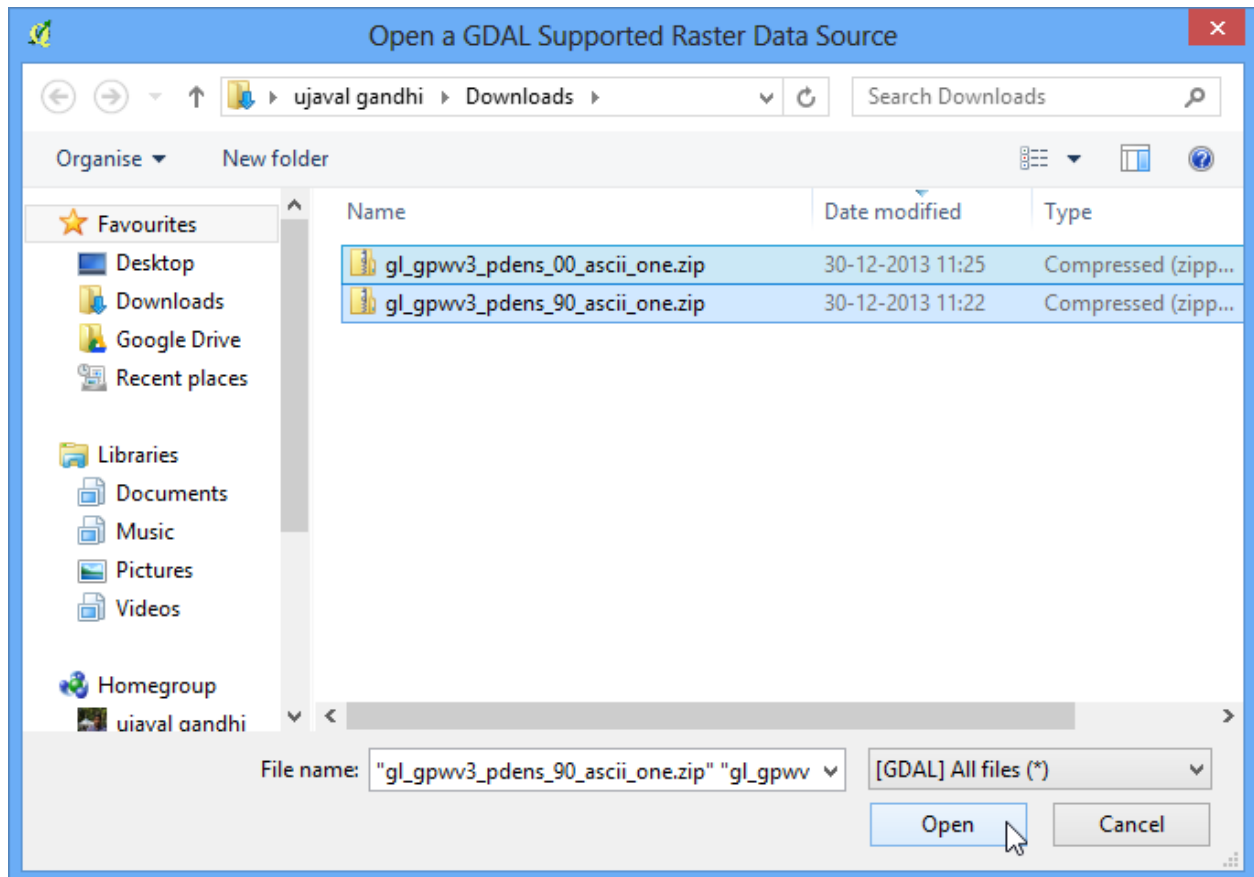 Open a GDAL Supported Raster Data Source
ujaval gandhi Downloads Search Downloads
Organise New folder
Name Date modified Type
Favourites
Desktop
Downloads
Google Drive
Recent places
Libraries
Documents
Music
Pictures
Videos
Homegroup
ujaval gandhi
gl_gpwv3_pdens_00_ascii_one.zip 30-12-2013 11:25 Compressed (zipp...
gl_gpwv3_pdens_90_ascii_one.zip 30-12-2013 11:22 Compressed (zipp...
File name: "gl_gpwv3_pdens_90_ascii_one.zip" "gl_gpwv [GDAL] All files (*)
Open Cancel